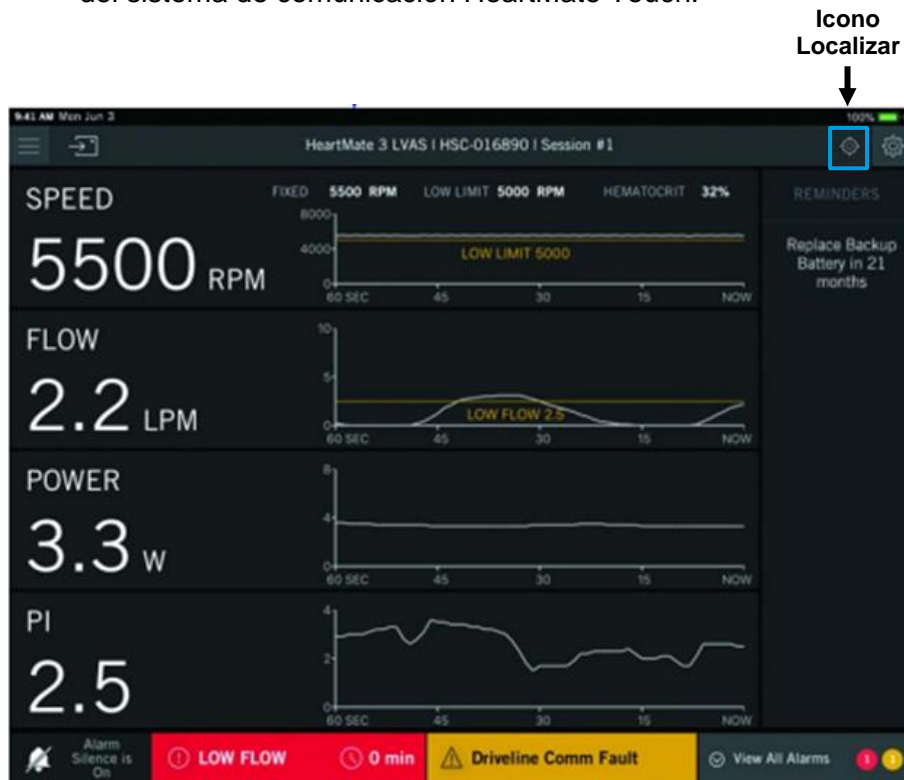 del sistema de comunicación HeartMate Touch.
Icono
Localizar
9:41 AM Mon Jun 3
100%
HeartMate 3 LVAS | HSC-016890 | Session #1
SPEED
5500 RPM
FIXED 5500 RPM LOW LIMIT 5000 RPM HEMATOCRIT 32%
8000
4000
0
LOW LIMIT 5000
60 SEC 45 30 15 NOW
REMINDERS
Replace Backup
Battery in 21
months
FLOW
2.2 LPM
10
5
0
LOW FLOW 2.5
60 SEC 45 30 15 NOW
POWER
3.3 W
8
4
0
60 SEC 45 30 15 NOW
PI
2.5
4
2
0
60 SEC 45 30 15 NOW
Alarm
Silence is
On
LOW FLOW 0 min
Driveline Comm Fault
View All Alarms 1 1